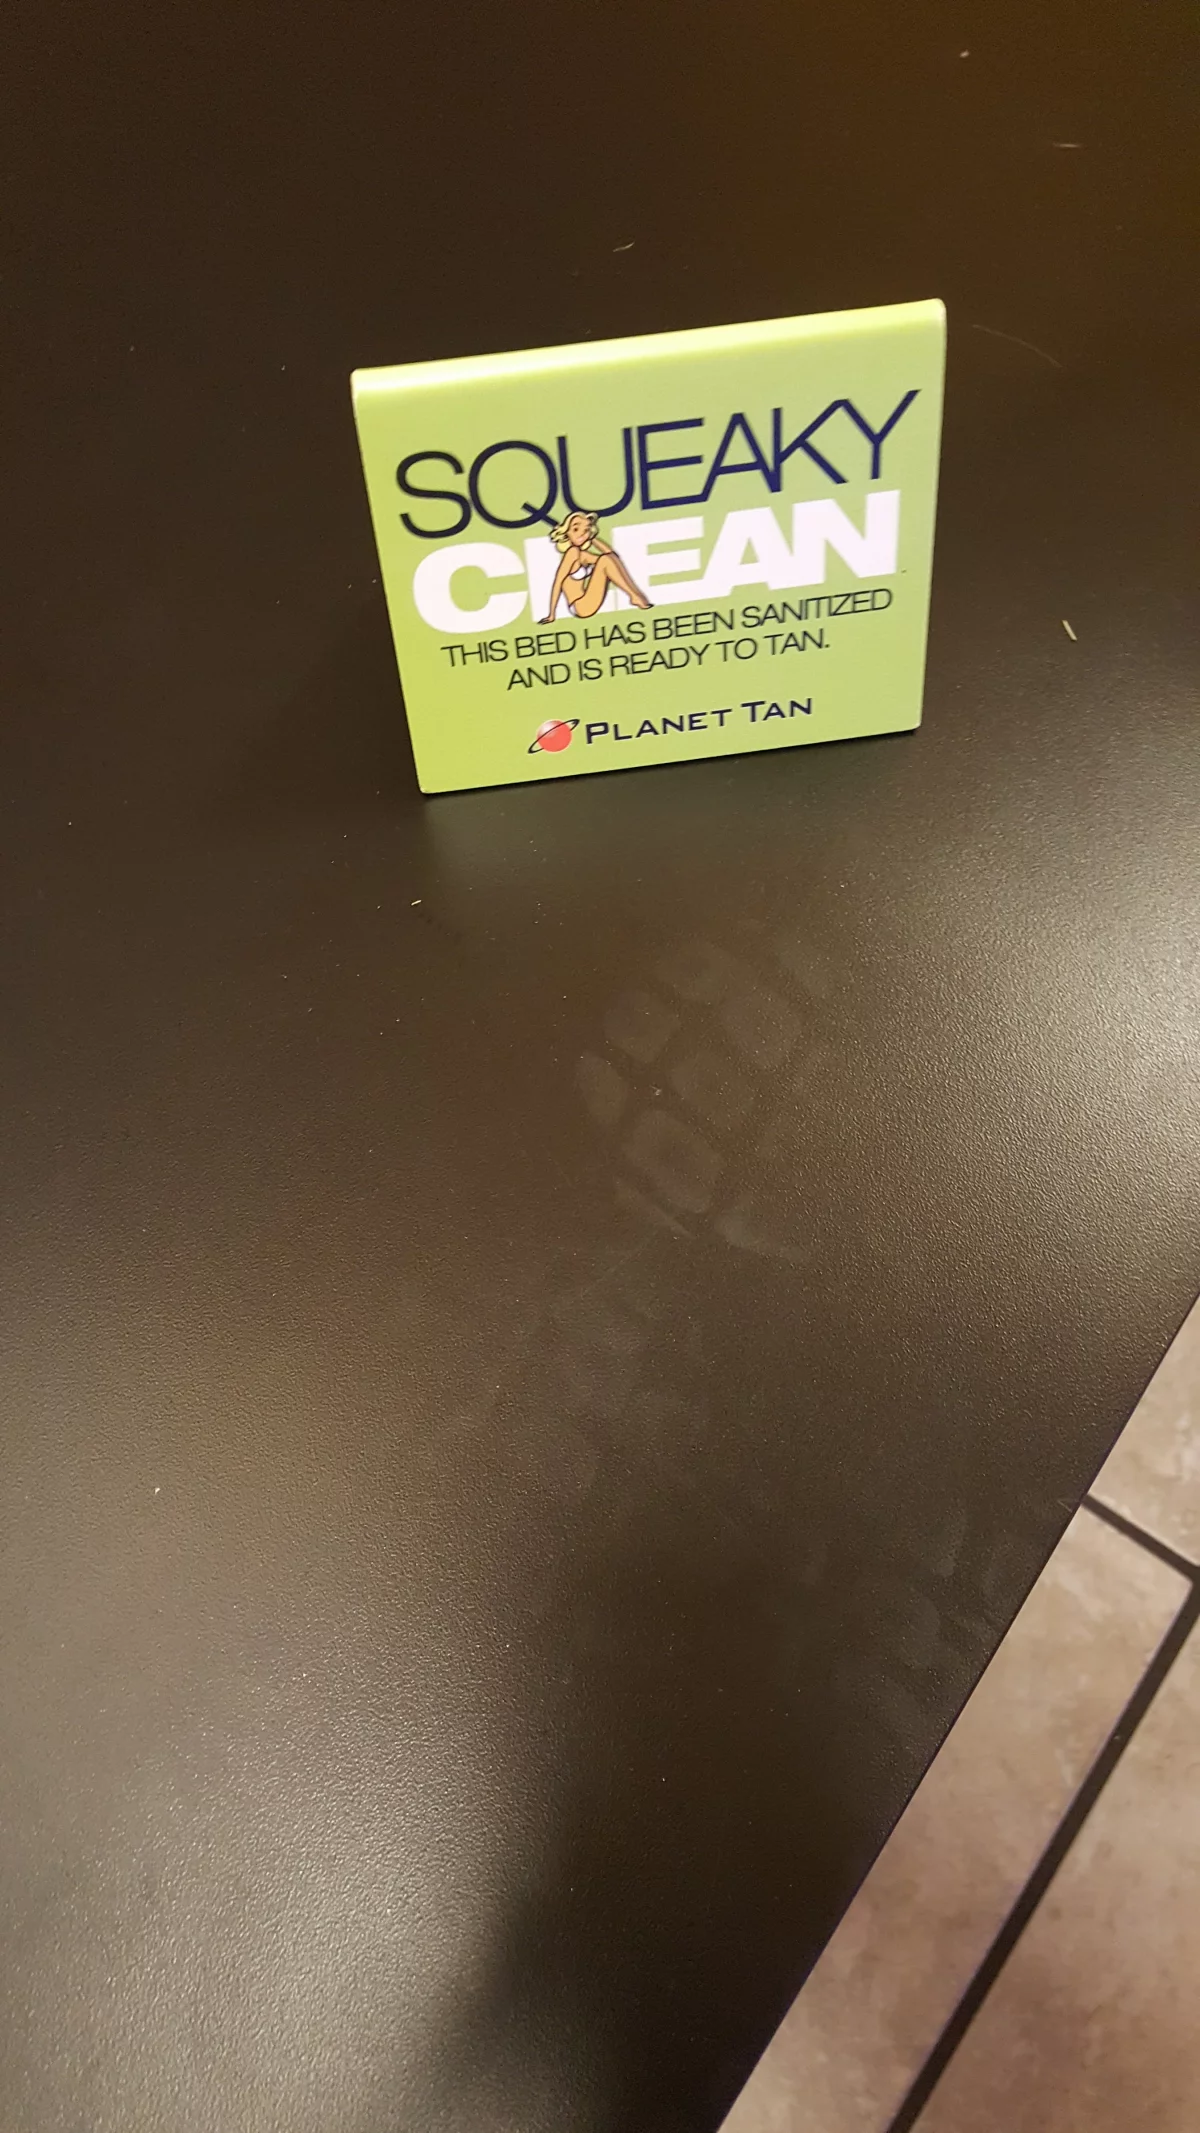 SQUEAKY
CLEAN
THIS BED HAS BEEN SANITIZED
AND IS READY TO TAN.
PLANET TAN